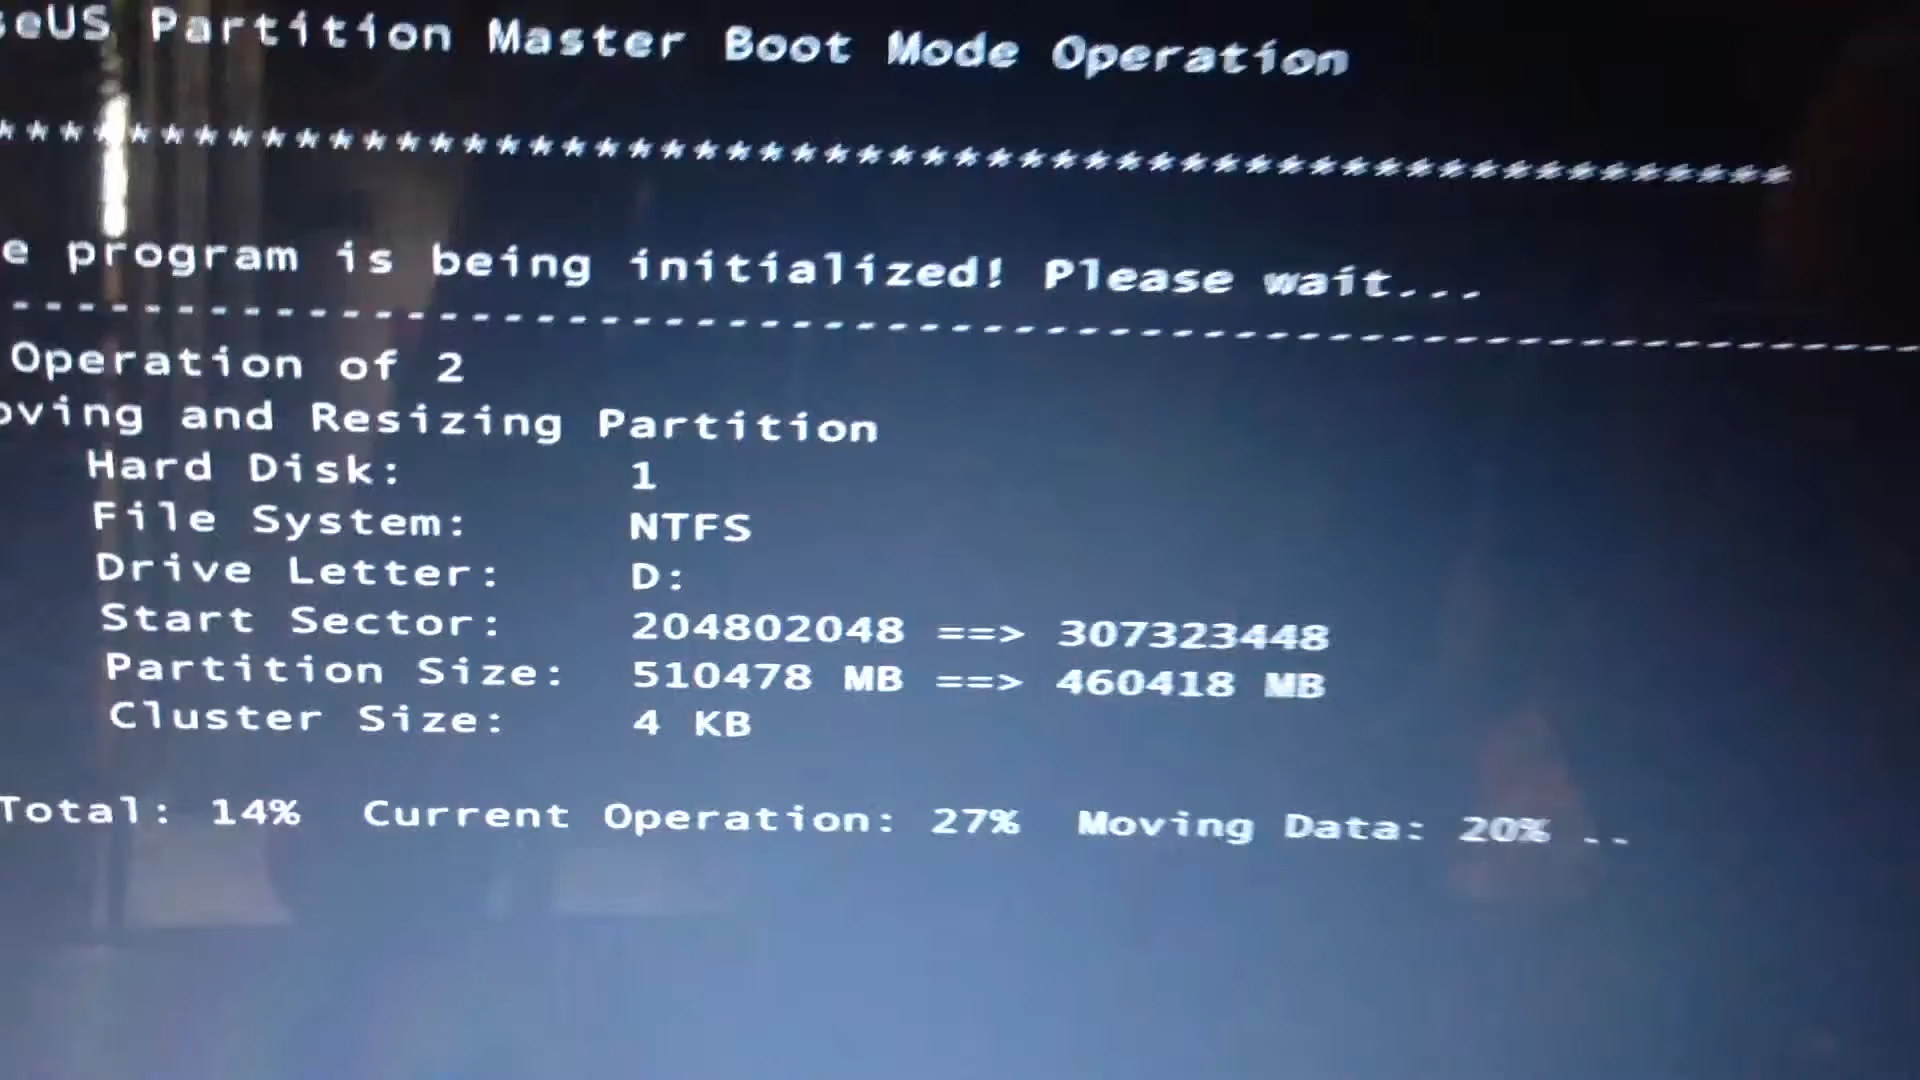 seUS Partition Master Boot Mode Operation
*******************************************************
e program is being initialized! Please wait...
----------------------------------------------------------
Operation of 2
oving and Resizing Partition
Hard Disk: 1
File System: NTFS
Drive Letter: D:
Start Sector: 204802048 ==> 307323448
Partition Size: 510478 MB ==> 460418 MB
Cluster Size: 4 KB
Total: 14% Current Operation: 27% Moving Data: 20% --